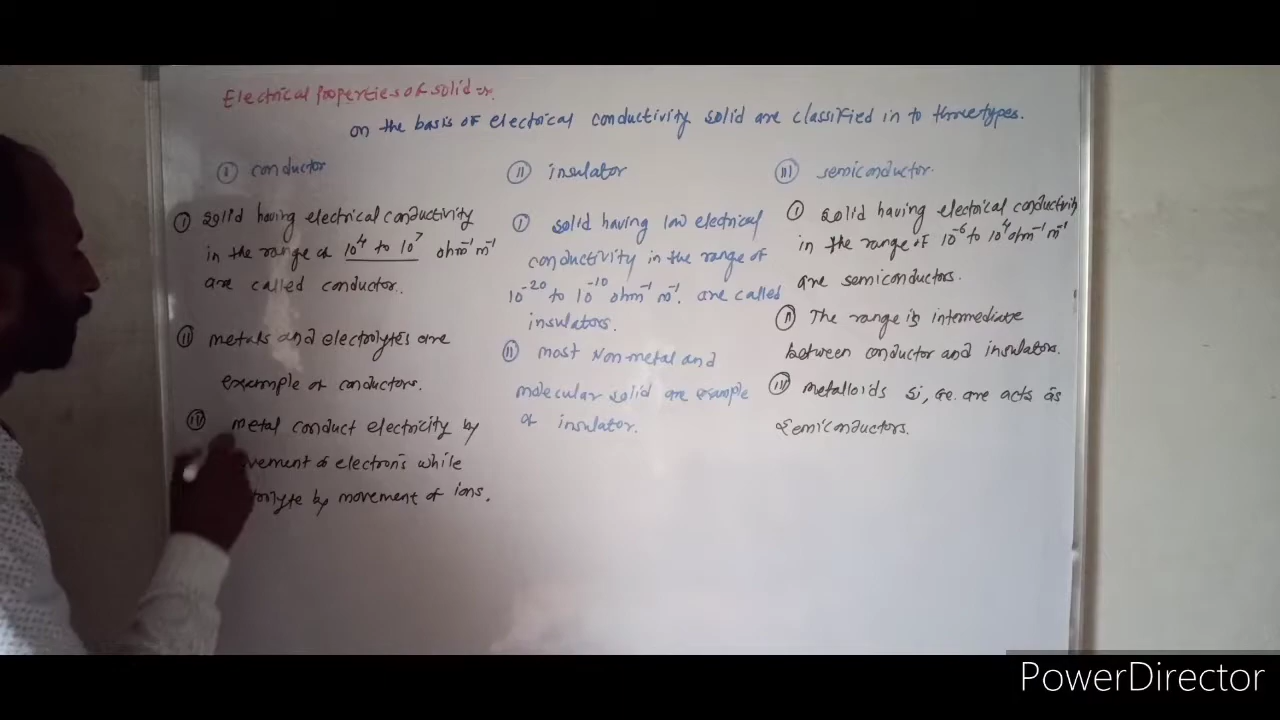 Electrical properties of solid :-
on the basis of electrical conductivity solid are classified in to three types.
(I) conductor
(I) solid having electrical conductivity
in the range of 10⁴ to 10⁷ ohm⁻¹ m⁻¹
are called conductor.
(II) metals and electrolytes are
example of conductors.
(IV) metal conduct electricity by
of electrons while
by movement of ions.
(II) insulator
(I) solid having low electrical
conductivity in the range of
10⁻²⁰ to 10⁻¹⁰ ohm⁻¹ m⁻¹. are called
insulators.
(II) most Non-metal and
molecular solid are example
of insulator.
(III) semiconductor.
(I) solid having electrical conductivity
in the range of 10⁻⁶ to 10⁴ ohm⁻¹ m⁻¹
are semiconductors.
(II) The range is intermediate
between conductor and insulators.
(IV) metalloids Si, Ge. are acts as
semiconductors.
PowerDirector